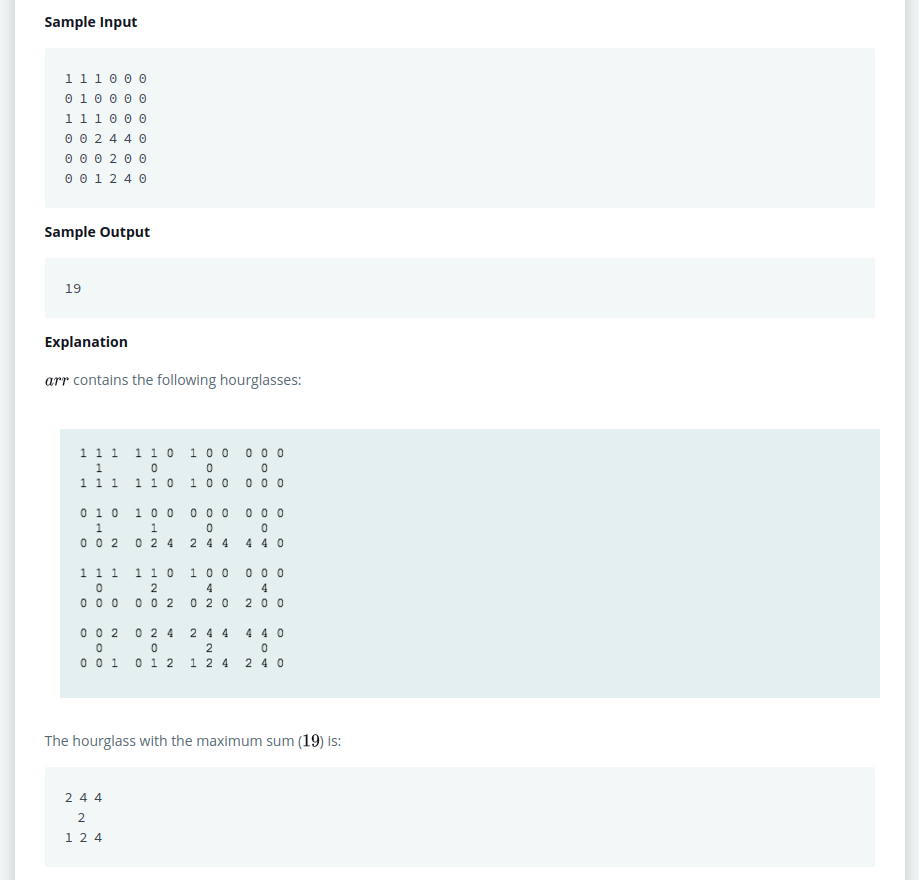 Sample Input
1 1 1 0 0 0
0 1 0 0 0 0
1 1 1 0 0 0
0 0 2 4 4 0
0 0 0 2 0 0
0 0 1 2 4 0
Sample Output
19
Explanation
arr contains the following hourglasses:
1 1 1  1 1 0  1 0 0  0 0 0
  1      0      0      0
1 1 1  1 1 0  1 0 0  0 0 0
0 1 0  1 0 0  0 0 0  0 0 0
  1      1      0      0
0 0 2  0 2 4  2 4 4  4 4 0
1 1 1  1 1 0  1 0 0  0 0 0
  0      2      4      4
0 0 0  0 0 2  0 2 0  2 0 0
0 0 2  0 2 4  2 4 4  4 4 0
  0      0      2      0
0 0 1  0 1 2  1 2 4  2 4 0
The hourglass with the maximum sum (19) is:
2 4 4
  2
1 2 4